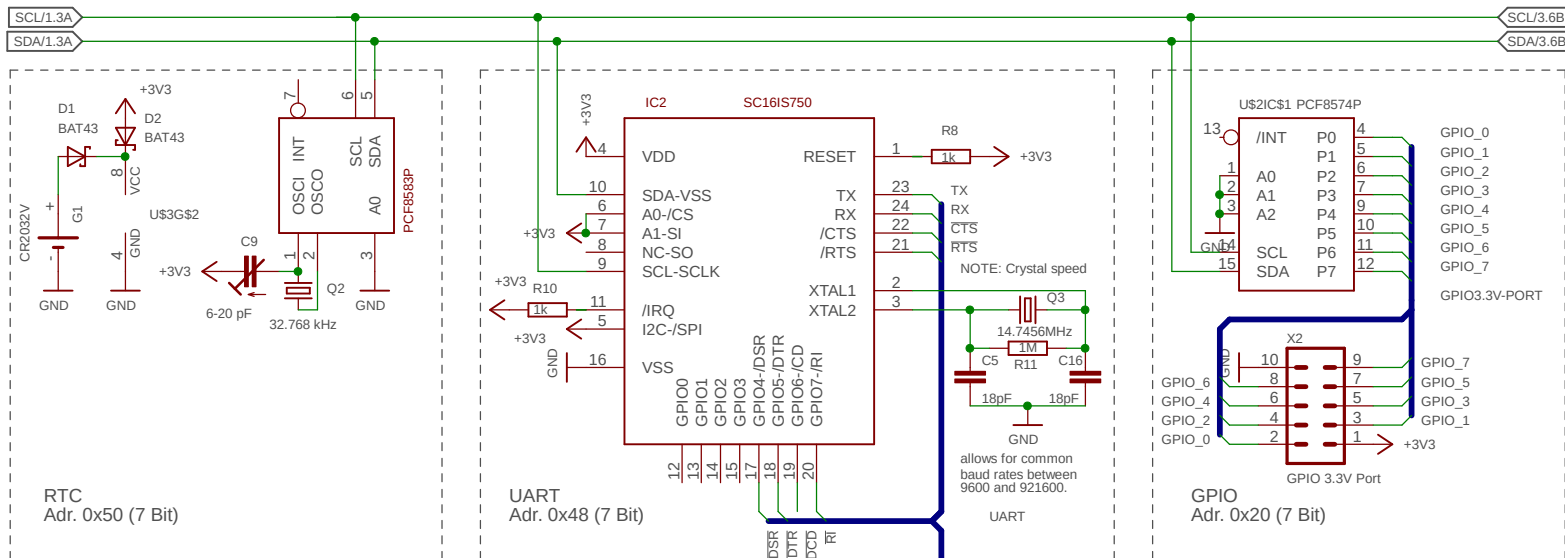 SCL/1.3A
SCL/3.6B
SDA/1.3A
SDA/3.6B
D1
BAT43
+3V3
D2
BAT43
8
VCC
CR2032V
+
-
G1
U$3G$2
4
GND
GND
GND
7
6
5
INT
SCL
SDA
OSCI
OSCO
A0
PCF8583P
1
2
3
C9
+3V3
6-20 pF
Q2
32.768 kHz
GND
RTC
Adr. 0x50 (7 Bit)
IC2
SC16IS750
+3V3
4
VDD
10
SDA-VSS
6
A0-/CS
+3V3
7
A1-SI
8
NC-SO
9
SCL-SCLK
+3V3
R10
1k
11
/IRQ
+3V3
5
I2C-/SPI
GND
16
VSS
RESET
1
R8
1k
+3V3
TX
23
TX
RX
24
RX
/CTS
22
CTS
/RTS
21
RTS
NOTE: Crystal speed
XTAL1
2
XTAL2
3
Q3
14.7456MHz
1M
R11
C5
C16
18pF
18pF
GND
allows for common
baud rates between
9600 and 921600.
UART
GPIO0
GPIO1
GPIO2
GPIO3
GPIO4-/DSR
GPIO5-/DTR
GPIO6-/CD
GPIO7-/RI
12
13
14
15
17
18
19
20
DSR
DTR
DCD
RI
UART
Adr. 0x48 (7 Bit)
U$2IC$1 PCF8574P
13
/INT
1
A0
2
A1
3
A2
GND
14
SCL
15
SDA
P0
4
GPIO_0
P1
5
GPIO_1
P2
6
GPIO_2
P3
7
GPIO_3
P4
9
GPIO_4
P5
10
GPIO_5
P6
11
GPIO_6
P7
12
GPIO_7
GPIO3.3V-PORT
X2
GND
10
9
GPIO_7
GPIO_6
8
7
GPIO_5
GPIO_4
6
5
GPIO_3
GPIO_2
4
3
GPIO_1
GPIO_0
2
1
+3V3
GPIO 3.3V Port
GPIO
Adr. 0x20 (7 Bit)